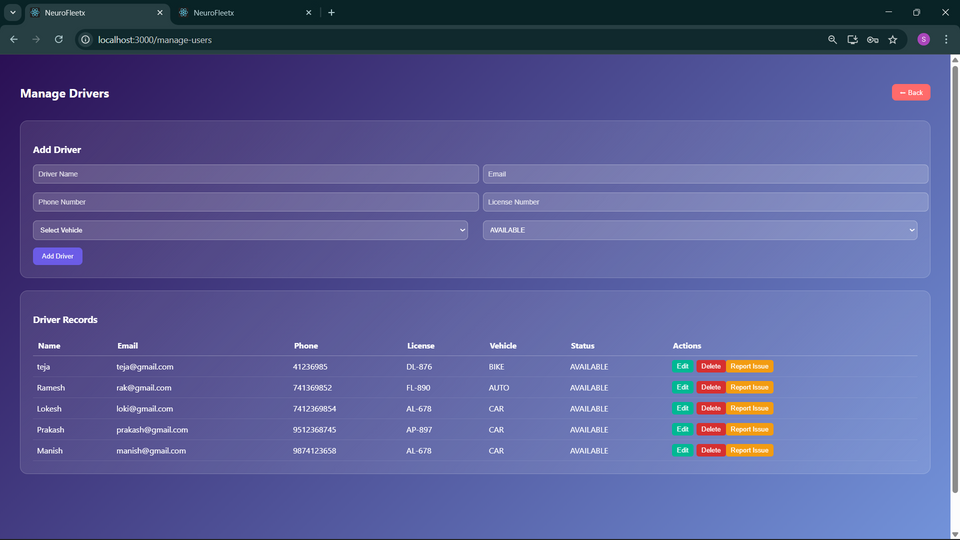 NeuroFleetx
NeuroFleetx
localhost:3000/manage-users
S
Manage Drivers
Back
Add Driver
Driver Name Email
Phone Number License Number
Select Vehicle AVAILABLE
Add Driver
Driver Records
Name Email Phone License Vehicle Status Actions
teja teja@gmail.com 41236985 DL-876 BIKE AVAILABLE Edit Delete Report Issue
Ramesh rak@gmail.com 741369852 FL-890 AUTO AVAILABLE Edit Delete Report Issue
Lokesh loki@gmail.com 7412369854 AL-678 CAR AVAILABLE Edit Delete Report Issue
Prakash prakash@gmail.com 9512368745 AP-897 CAR AVAILABLE Edit Delete Report Issue
Manish manish@gmail.com 9874123658 AL-678 CAR AVAILABLE Edit Delete Report Issue